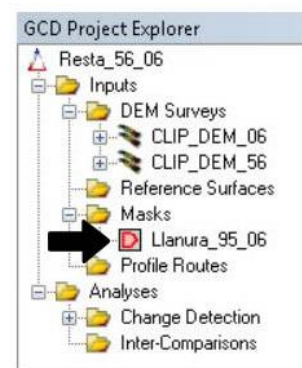 GCD Project Explorer
Resta_56_06
Inputs
DEM Surveys
CLIP_DEM_06
CLIP_DEM_56
Reference Surfaces
Masks
Llanura_95_06
Profile Routes
Analyses
Change Detection
Inter-Comparisons